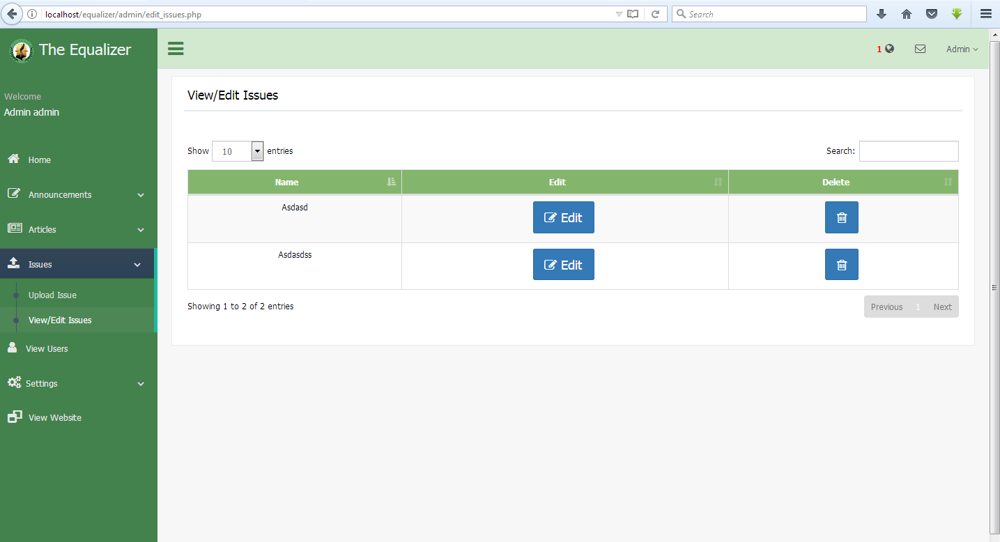 localhost/equalizer/admin/edit_issues.php
Search
The Equalizer
1
Admin
Welcome
Admin admin
Home
Announcements
Articles
Issues
Upload Issue
View/Edit Issues
View Users
Settings
View Website
View/Edit Issues
Show 10 entries
Search:
Name Edit Delete
Asdasd Edit
Asdasdss Edit
Showing 1 to 2 of 2 entries
Previous 1 Next